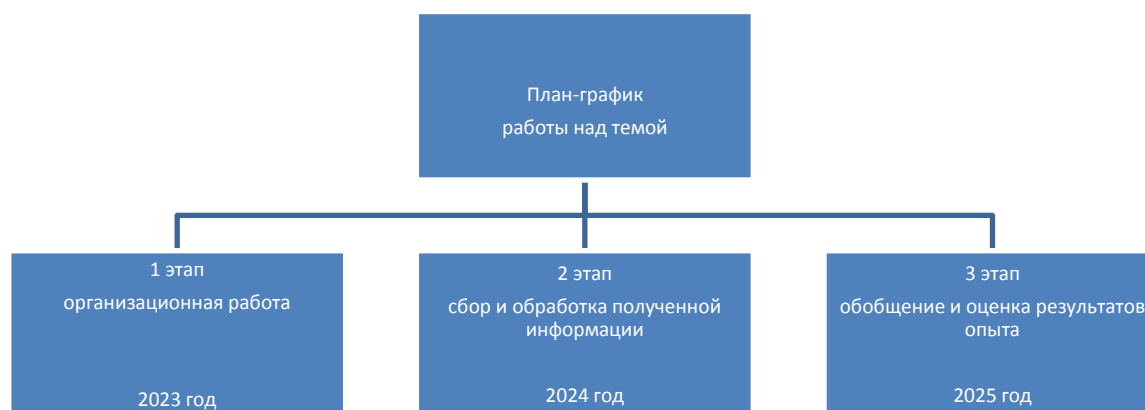 План-график
работы над темой
1 этап
организационная работа
2023 год
2 этап
сбор и обработка полученной
информации
2024 год
3 этап
обобщение и оценка результатов
опыта
2025 год